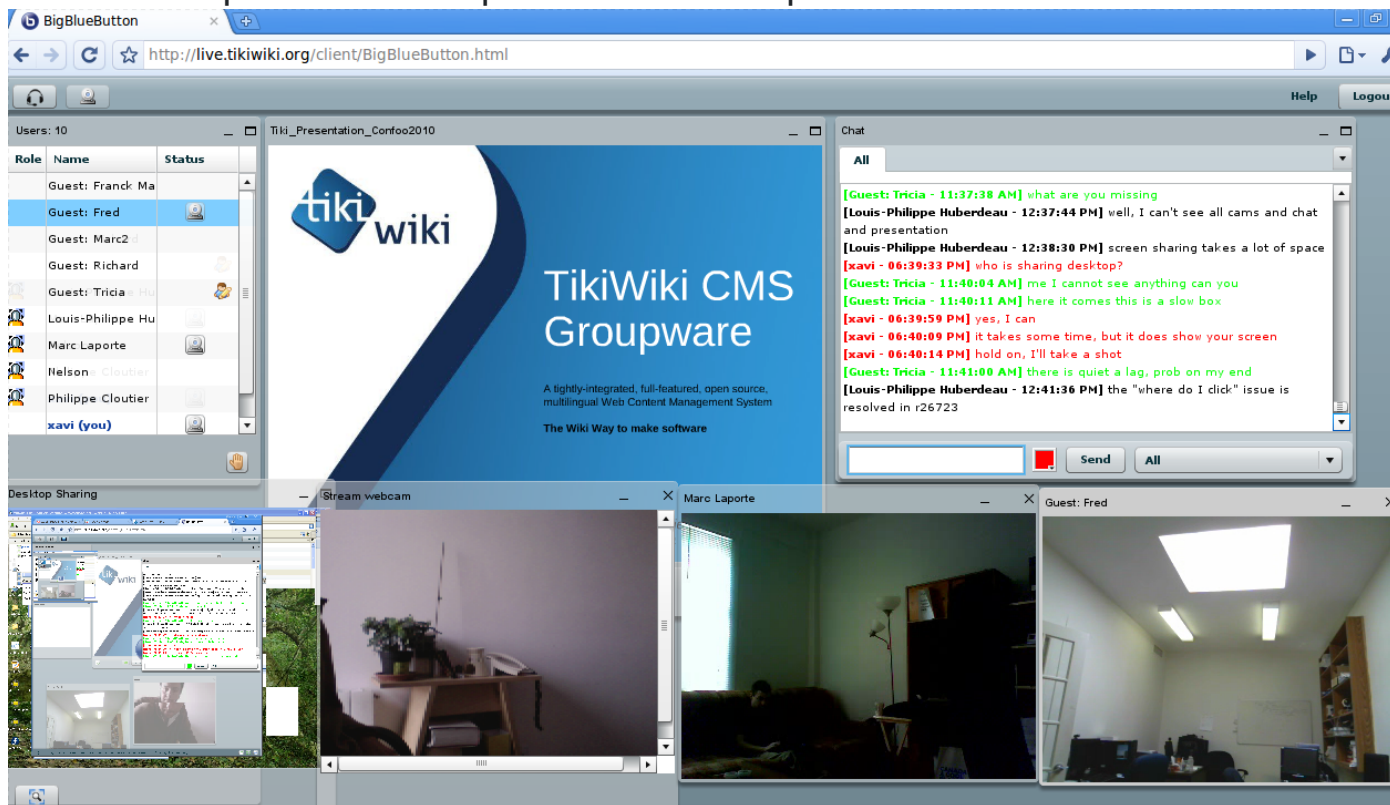 BigBlueButton
http://live.tikiwiki.org/client/BigBlueButton.html
Help
Logou
Users: 10
Role Name Status
Guest: Franck Ma
Guest: Fred
Guest: Marc2
Guest: Richard
Guest: Tricia
Louis-Philippe Hu
Marc Laporte
Nelson
Philippe Cloutier
xavi (you)
Tiki_Presentation_Confoo2010
tiki
wiki
TikiWiki CMS
Groupware
A tightly-integrated, full-featured, open source,
multilingual Web Content Management System
The Wiki Way to make software
Chat
All
[Guest: Tricia - 11:37:38 AM] what are you missing
[Louis-Philippe Huberdeau - 12:37:44 PM] well, I can't see all cams and chat
and presentation
[Louis-Philippe Huberdeau - 12:38:30 PM] screen sharing takes a lot of space
[xavi - 06:39:33 PM] who is sharing desktop?
[Guest: Tricia - 11:40:04 AM] me I cannot see anything can you
[Guest: Tricia - 11:40:11 AM] here it comes this is a slow box
[xavi - 06:39:59 PM] yes, I can
[xavi - 06:40:09 PM] it takes some time, but it does show your screen
[xavi - 06:40:14 PM] hold on, I'll take a shot
[Guest: Tricia - 11:41:00 AM] there is quiet a lag, prob on my end
[Louis-Philippe Huberdeau - 12:41:36 PM] the "where do I click" issue is
resolved in r26723
Send
All
Desktop Sharing
Stream webcam
Marc Laporte
Guest: Fred